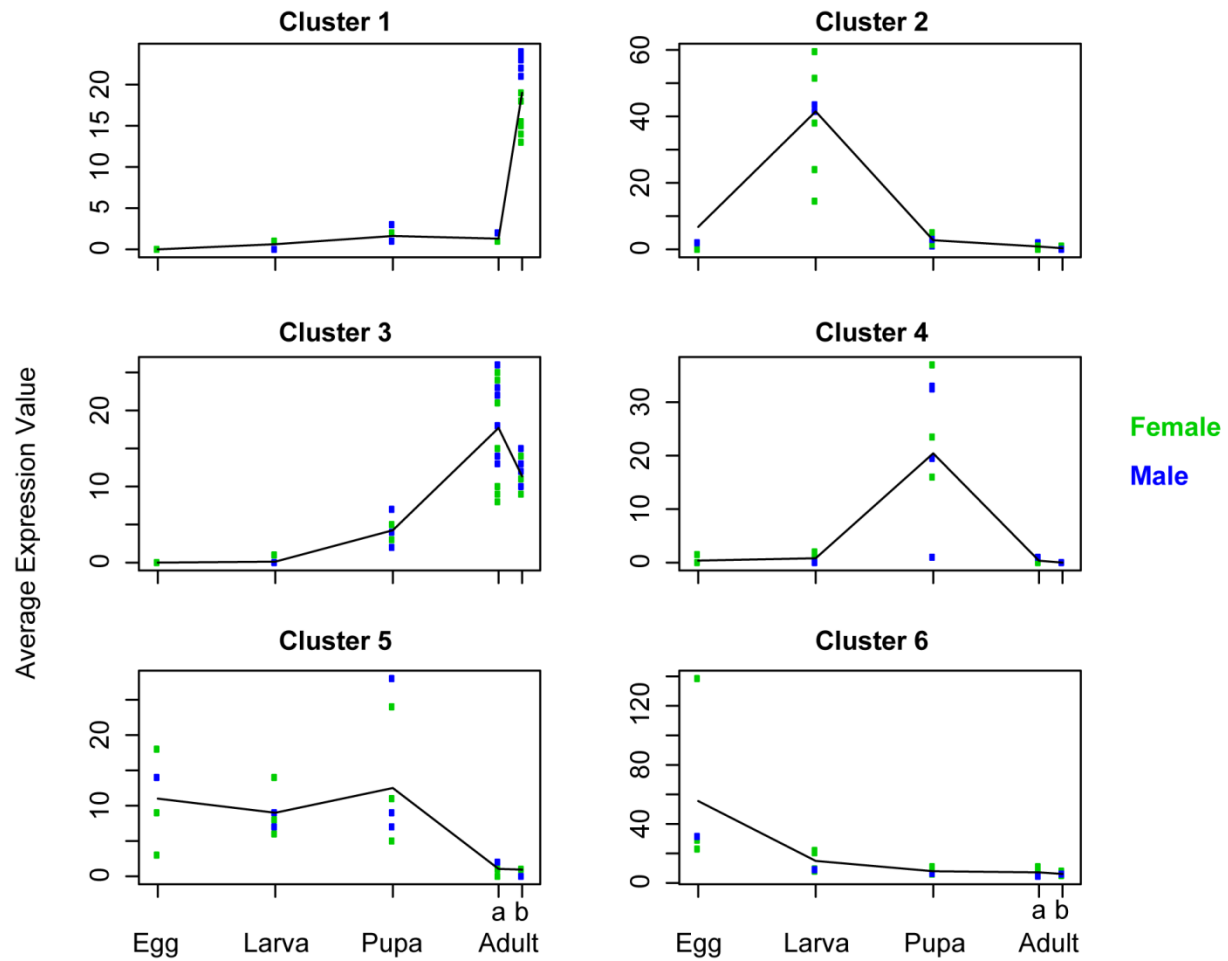 Cluster 1
0 5 10 15 20
Cluster 2
0 20 40 60
Average Expression Value
Cluster 3
0 10 20
Cluster 4
0 10 20 30
Female
Male
Cluster 5
0 10 20
a b
Egg Larva Pupa Adult
Cluster 6
0 40 80 120
a b
Egg Larva Pupa Adult